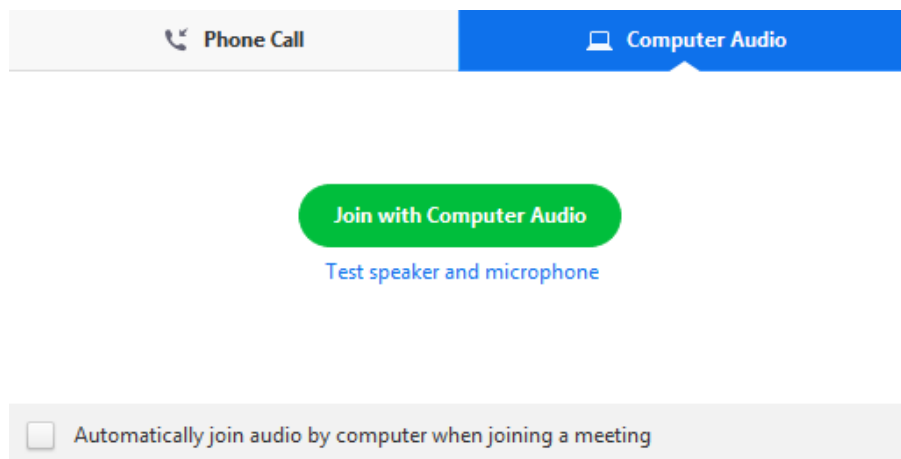 Phone Call
Computer Audio
Join with Computer Audio
Test speaker and microphone
Automatically join audio by computer when joining a meeting